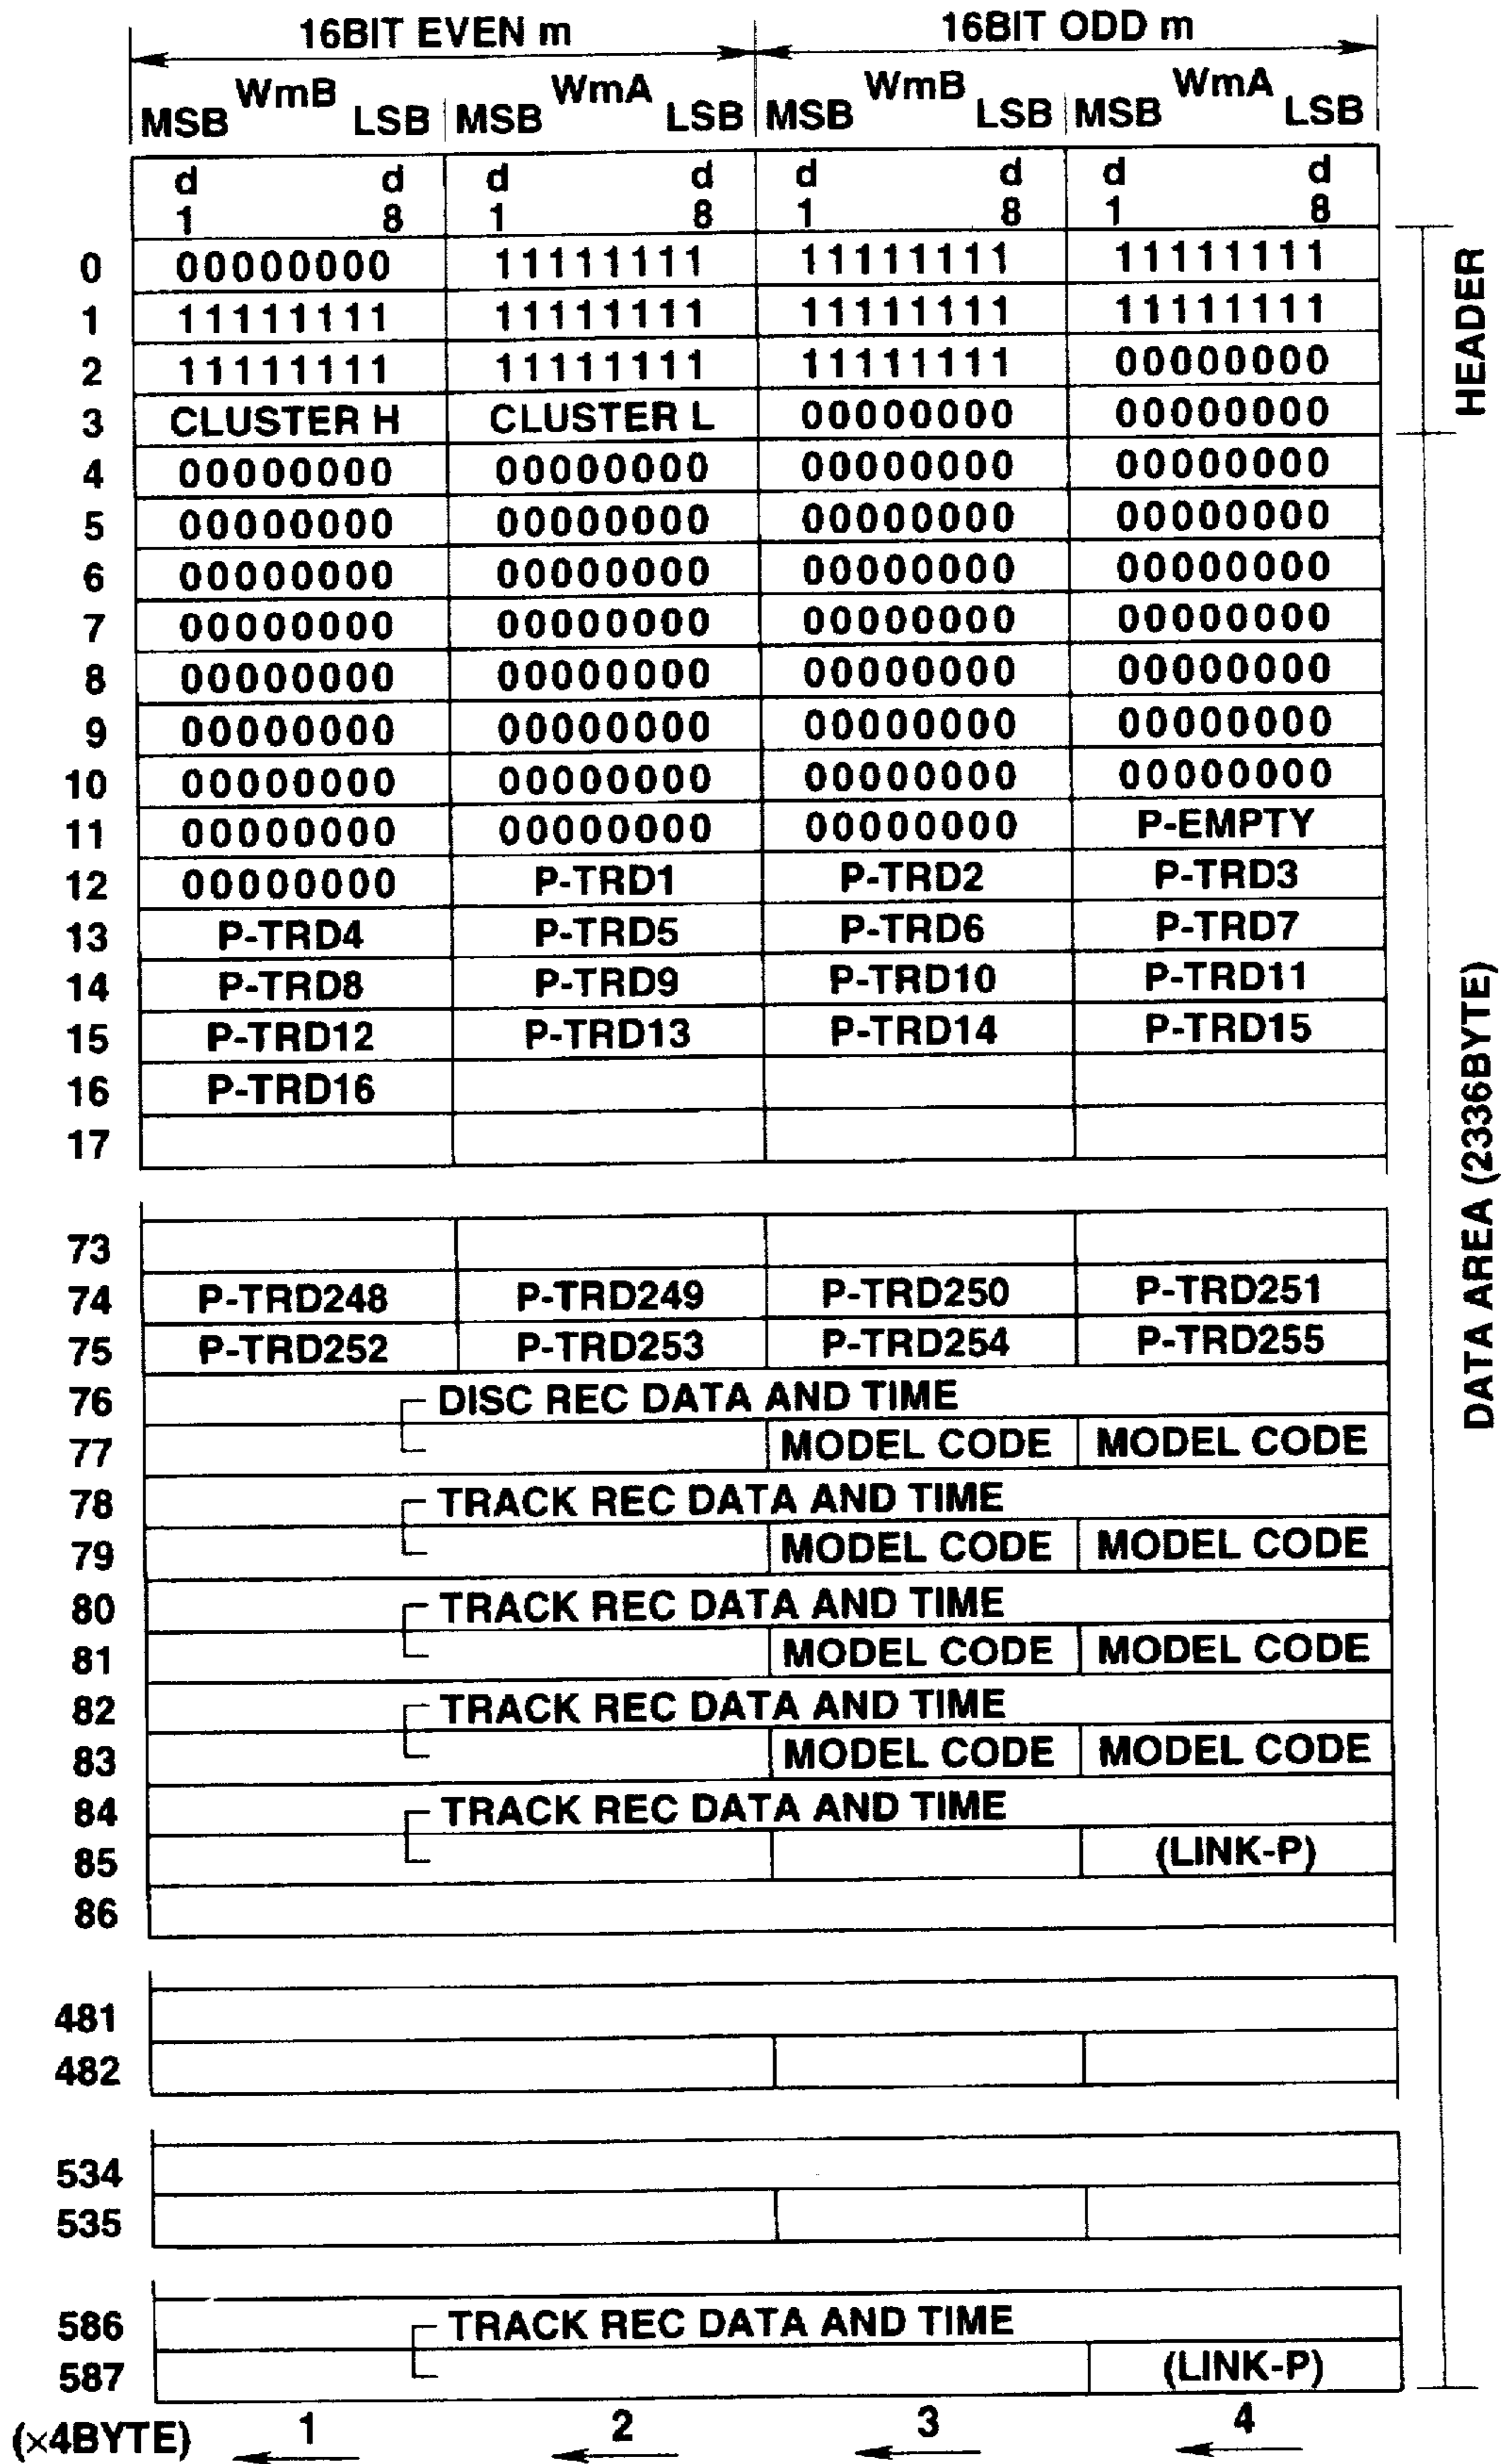 16BIT EVEN m 16BIT ODD m
WmB WmA WmB WmA
MSB LSB MSB LSB MSB LSB MSB LSB
d d d d d d d d
1 8 1 8 1 8 1 8
0 00000000 11111111 11111111 11111111
1 11111111 11111111 11111111 11111111
2 11111111 11111111 11111111 00000000
3 CLUSTER H CLUSTER L 00000000 00000000
4 00000000 00000000 00000000 00000000
5 00000000 00000000 00000000 00000000
6 00000000 00000000 00000000 00000000
7 00000000 00000000 00000000 00000000
8 00000000 00000000 00000000 00000000
9 00000000 00000000 00000000 00000000
10 00000000 00000000 00000000 00000000
11 00000000 00000000 00000000 P-EMPTY
12 00000000 P-TRD1 P-TRD2 P-TRD3
13 P-TRD4 P-TRD5 P-TRD6 P-TRD7
14 P-TRD8 P-TRD9 P-TRD10 P-TRD11
15 P-TRD12 P-TRD13 P-TRD14 P-TRD15
16 P-TRD16
17
73
74 P-TRD248 P-TRD249 P-TRD250 P-TRD251
75 P-TRD252 P-TRD253 P-TRD254 P-TRD255
76 DISC REC DATA AND TIME
77 MODEL CODE MODEL CODE
78 TRACK REC DATA AND TIME
79 MODEL CODE MODEL CODE
80 TRACK REC DATA AND TIME
81 MODEL CODE MODEL CODE
82 TRACK REC DATA AND TIME
83 MODEL CODE MODEL CODE
84 TRACK REC DATA AND TIME
85 (LINK-P)
86
481
482
534
535
586 TRACK REC DATA AND TIME
587 (LINK-P)
(×4BYTE) 1 2 3 4
HEADER
DATA AREA (2336BYTE)